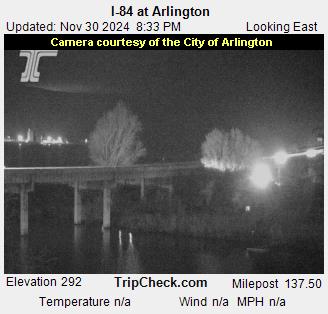 I-84 at Arlington
Updated: Nov 30 2024 8:33 PM Looking East
Camera courtesy of the City of Arlington
Elevation 292 TripCheck.com Milepost 137.50
Temperature n/a Wind n/a MPH n/a